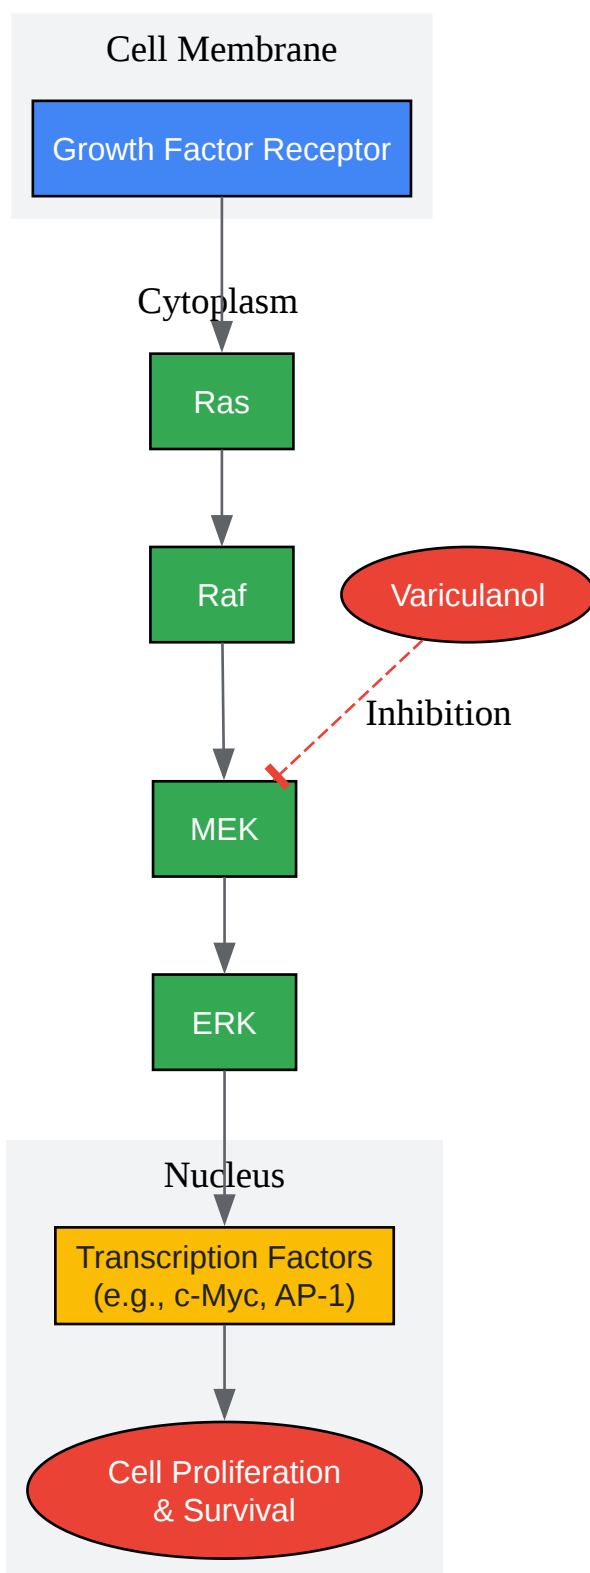 Cell Membrane
Growth Factor Receptor
Cytoplasm
Ras
Raf
Variculanol
Inhibition
MEK
ERK
Nucleus
Transcription Factors
(e.g., c-Myc, AP-1)
Cell Proliferation
& Survival